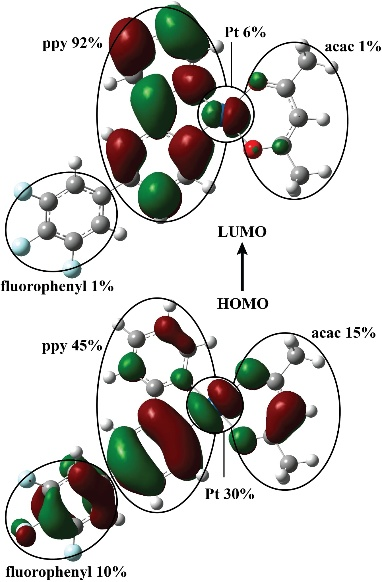 ppy 92%
Pt 6%
acac 1%
LUMO
fluorophenyl 1%
HOMO
ppy 45%
acac 15%
Pt 30%
fluorophenyl 10%